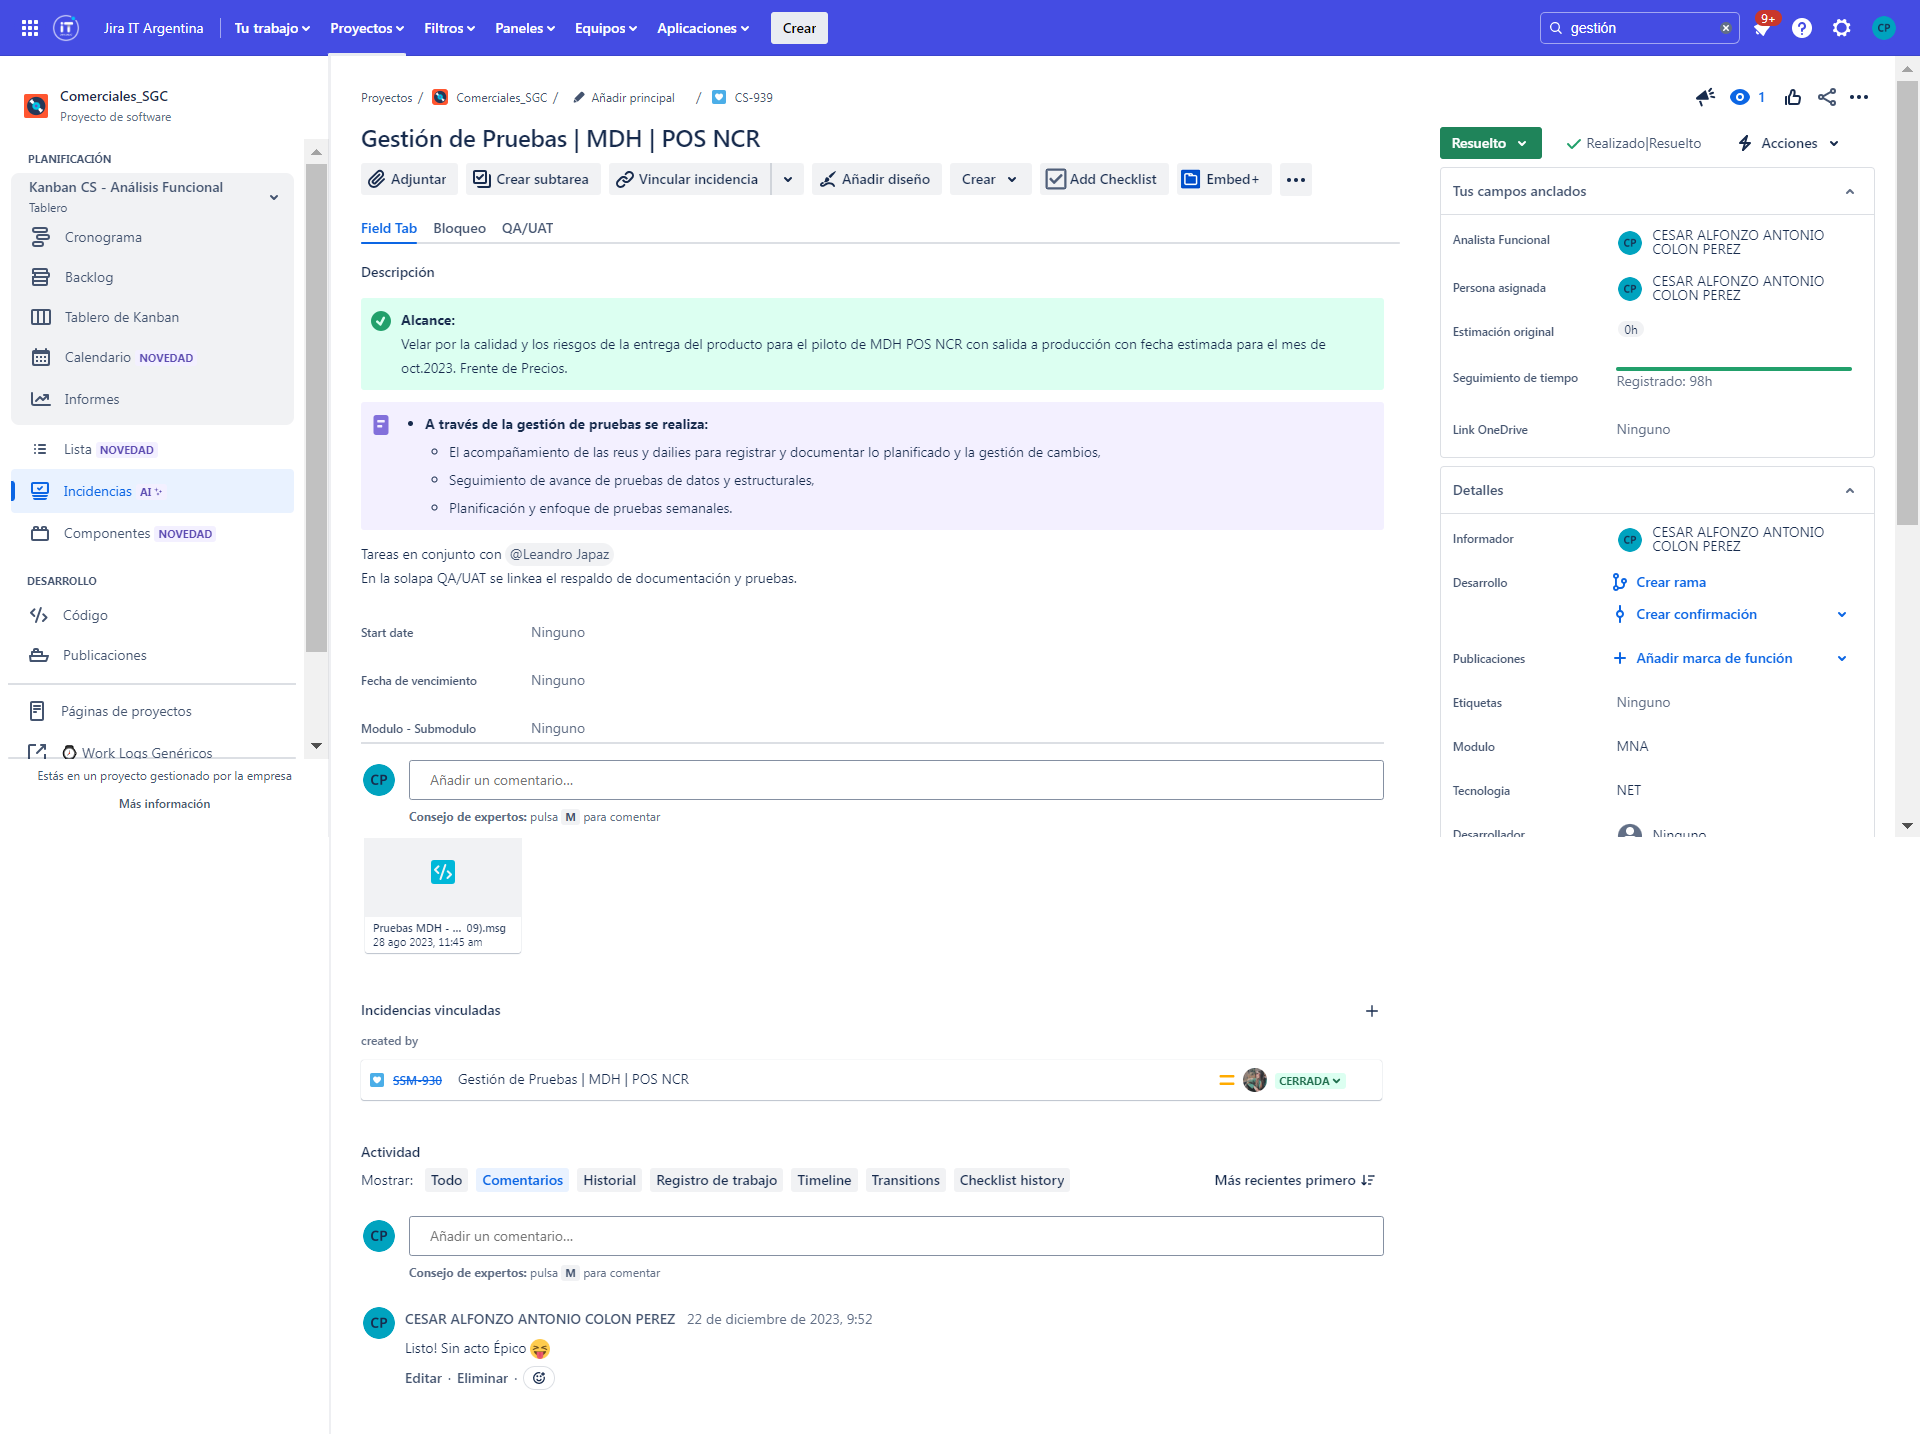 Jira IT Argentina
Tu trabajo
Proyectos
Filtros
Paneles
Equipos
Aplicaciones
Crear
gestión
9+
CP
Comerciales_SGC
Proyecto de software
PLANIFICACIÓN
Kanban CS - Análisis Funcional
Tablero
Cronograma
Backlog
Tablero de Kanban
Calendario NOVEDAD
Informes
Lista NOVEDAD
Incidencias AI
Componentes NOVEDAD
DESARROLLO
Código
Publicaciones
Páginas de proyectos
Work Logs Genéricos
Estás en un proyecto gestionado por la empresa
Más información
Proyectos / Comerciales_SGC / Añadir principal / CS-939
Gestión de Pruebas | MDH | POS NCR
Adjuntar
Crear subtarea
Vincular incidencia
Añadir diseño
Crear
Add Checklist
Embed+
Field Tab
Bloqueo
QA/UAT
Descripción
Alcance:
Velar por la calidad y los riesgos de la entrega del producto para el piloto de MDH POS NCR con salida a producción con fecha estimada para el mes de
oct.2023. Frente de Precios.
A través de la gestión de pruebas se realiza:
El acompañamiento de las reus y dailies para registrar y documentar lo planificado y la gestión de cambios,
Seguimiento de avance de pruebas de datos y estructurales,
Planificación y enfoque de pruebas semanales.
Tareas en conjunto con @Leandro Japaz
En la solapa QA/UAT se linkea el respaldo de documentación y pruebas.
Start date Ninguno
Fecha de vencimiento Ninguno
Modulo - Submodulo Ninguno
CP
Añadir un comentario...
Consejo de expertos: pulsa M para comentar
Pruebas MDH - ... 09).msg
28 ago 2023, 11:45 am
Incidencias vinculadas
created by
SSM-930 Gestión de Pruebas | MDH | POS NCR CERRADA
Actividad
Mostrar: Todo Comentarios Historial Registro de trabajo Timeline Transitions Checklist history Más recientes primero
CP
Añadir un comentario...
Consejo de expertos: pulsa M para comentar
CP
CESAR ALFONZO ANTONIO COLON PEREZ 22 de diciembre de 2023, 9:52
Listo! Sin acto Épico
Editar · Eliminar ·
1
Resuelto
Realizado|Resuelto
Acciones
Tus campos anclados
Analista Funcional
CP
CESAR ALFONZO ANTONIO
COLON PEREZ
Persona asignada
CP
CESAR ALFONZO ANTONIO
COLON PEREZ
Estimación original 0h
Seguimiento de tiempo
Registrado: 98h
Link OneDrive Ninguno
Detalles
Informador
CP
CESAR ALFONZO ANTONIO
COLON PEREZ
Desarrollo Crear rama
Crear confirmación
Publicaciones Añadir marca de función
Etiquetas Ninguno
Modulo MNA
Tecnologia NET
Desarrollador Ninguno